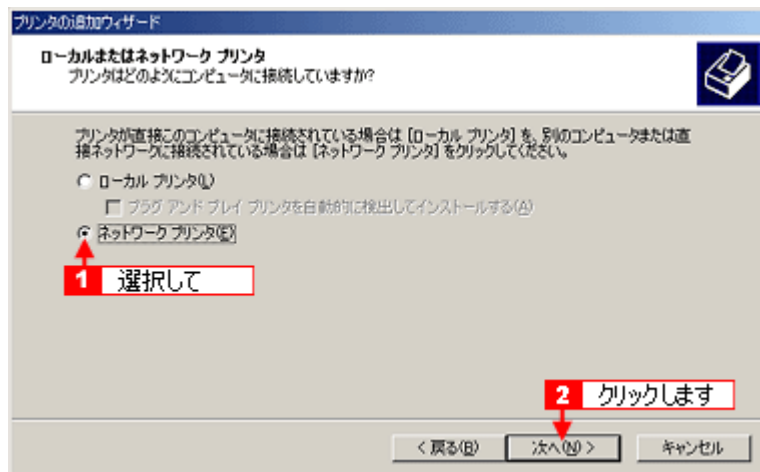 プリンタの追加ウィザード
ローカルまたはネットワーク プリンタ
プリンタはどのようにコンピュータに接続していますか?
プリンタが直接このコンピュータに接続されている場合は [ローカル プリンタ] を、別のコンピュータまたは直
接ネットワークに接続されている場合は [ネットワーク プリンタ] をクリックしてください。
ローカル プリンタ(L)
プラグ アンド プレイ プリンタを自動的に検出してインストールする(A)
ネットワーク プリンタ(E)
1 選択して
2 クリックします
< 戻る(B) 次へ(N) > キャンセル